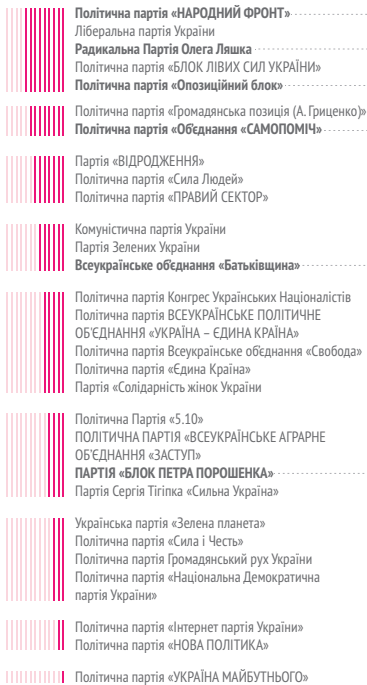 Політична партія «НАРОДНИЙ ФРОНТ»
Ліберальна партія України
Радикальна Партія Олега Ляшка
Політична партія «БЛОК ЛІВИХ СИЛ УКРАЇНИ»
Політична партія «Опозиційний блок»
Політична партія «Громадянська позиція (А. Гриценко)»
Політична партія «Об'єднання «САМОПОМІЧ»
Партія «ВІДРОДЖЕННЯ»
Політична партія «Сила Людей»
Політична партія «ПРАВИЙ СЕКТОР»
Комуністична партія України
Партія Зелених України
Всеукраїнське об'єднання «Батьківщина»
Політична партія Конгрес Українських Націоналістів
Політична партія ВСЕУКРАЇНСЬКЕ ПОЛІТИЧНЕ
ОБ'ЄДНАННЯ «УКРАЇНА – ЄДИНА КРАЇНА»
Політична партія Всеукраїнське об'єднання «Свобода»
Політична партія «Єдина Країна»
Партія «Солідарність жінок України
Політична Партія «5.10»
ПОЛІТИЧНА ПАРТІЯ «ВСЕУКРАЇНСЬКЕ АГРАРНЕ
ОБ'ЄДНАННЯ «ЗАСТУП»
ПАРТІЯ «БЛОК ПЕТРА ПОРОШЕНКА»
Партія Сергія Тігіпка «Сильна Україна»
Українська партія «Зелена планета»
Політична партія «Сила і Честь»
Політична партія Громадянський рух України
Політична партія «Національна Демократична
партія України»
Політична партія «Інтернет партія України»
Політична партія «НОВА ПОЛІТИКА»
Політична партія «УКРАЇНА МАЙБУТНЬОГО»